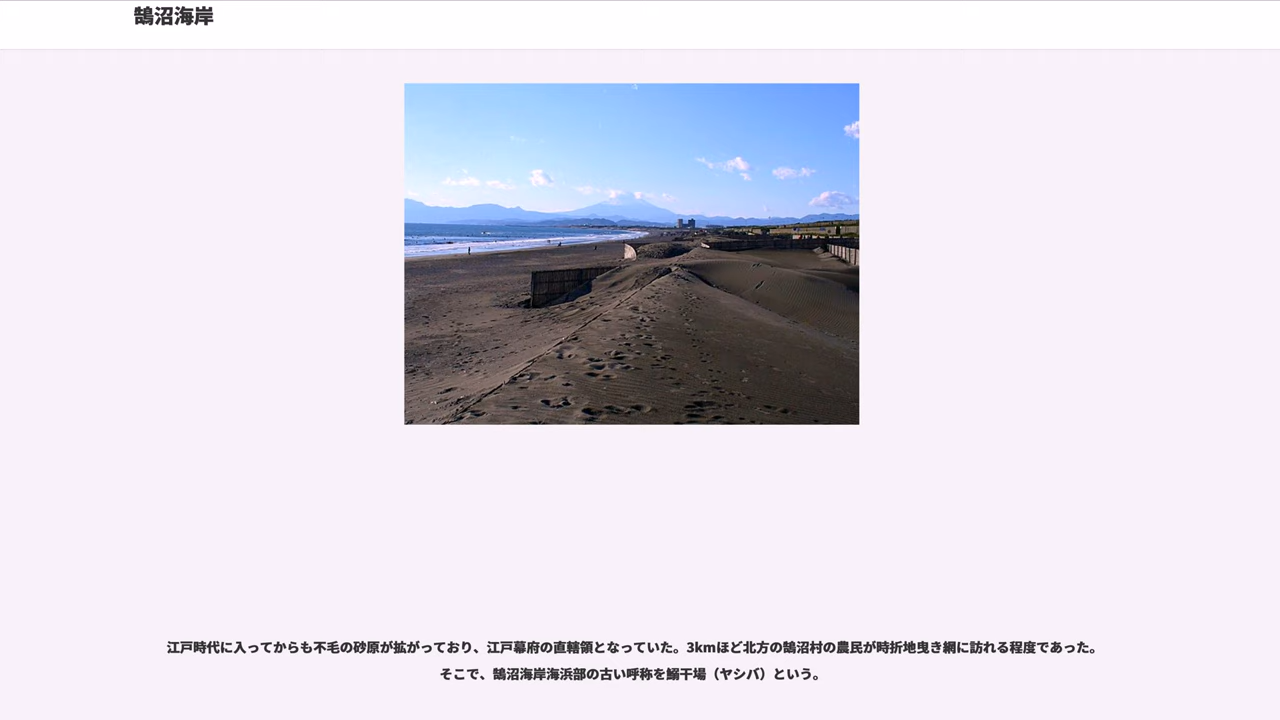 鵠沼海岸
江戸時代に入ってからも不毛の砂原が拡がっており、江戸幕府の直轄領となっていた。3kmほど北方の鵠沼村の農民が時折地曳き網に訪れる程度であった。
そこで、鵠沼海岸海浜部の古い呼称を鰯干場（ヤシバ）という。